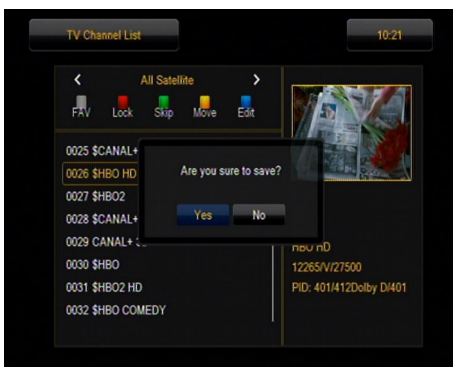 TV Channel List
10:21
All Satellite
FAV Lock Skip Move Edit
0025 $CANAL+
0026 $HBO HD
0027 $HBO2
0028 $CANAL+
0029 CANAL+
0030 $HBO
0031 $HBO2 HD
0032 $HBO COMEDY
Are you sure to save?
Yes No
HBO HD
12265/V/27500
PID: 401/412Dolby D/401